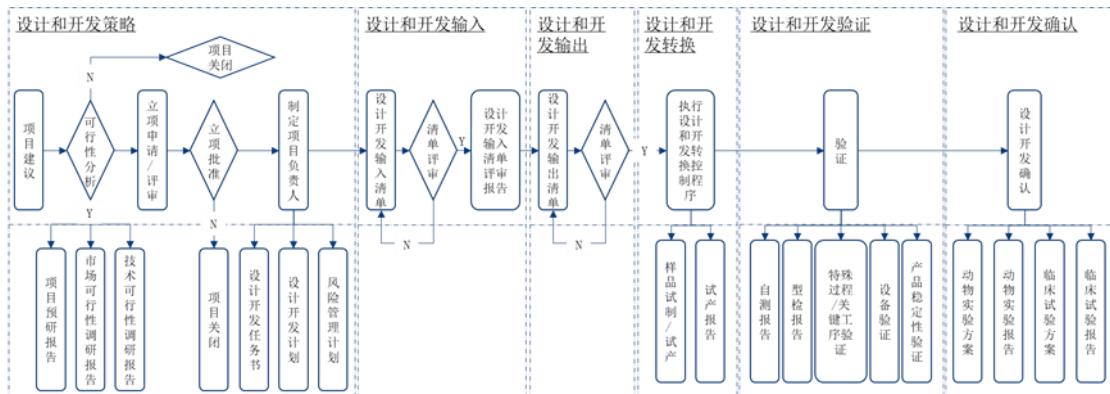 设计和开发策略
设计和开发输入
设计和开
发输出
设计和开
发转换
设计和开发验证
设计和开发确认
项目
关闭
N
项目建议
可行性分析
立项申请/评审
立项批准
制定项目负责人
设计开发输入清单
清单评审
Y
设计
开发
输入
清单
评审
报告
设计开发输出清单
清单评审
Y
执行
设计
和开
发转
换控
制程
序
验证
设计开发确认
Y
N
N
N
项目预研报告
市场可行性调研报告
技术可行性调研报告
项目关闭
设计开发任务书
设计开发计划
风险管理计划
样品试制/试产
试产报告
自测报告
型检报告
特殊
过程
/关
键工
序验
证
设备验证
产品稳定性验证
动物实验方案
动物实验报告
临床试验方案
临床试验报告